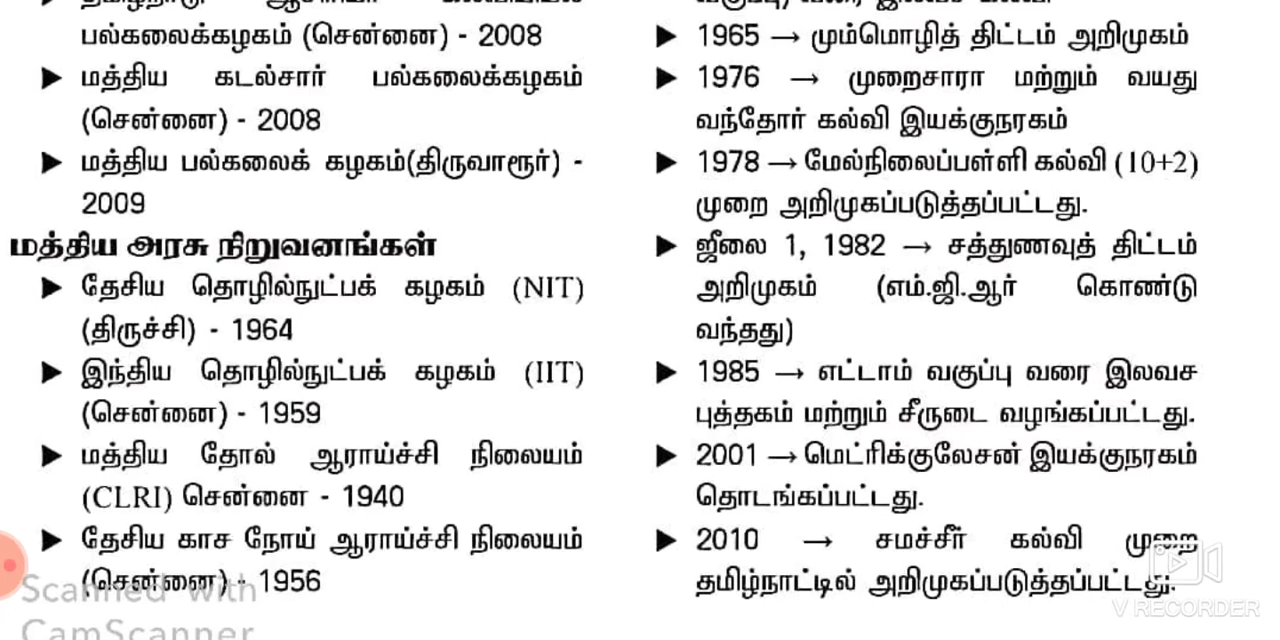 பல்கலைக்கழகம் (சென்னை) - 2008
➤ மத்திய கடல்சார் பல்கலைக்கழகம்
(சென்னை) - 2008
➤ மத்திய பல்கலைக் கழகம்(திருவாரூர்) -
2009
மத்திய அரசு நிறுவனங்கள்
➤ தேசிய தொழில்நுட்பக் கழகம் (NIT)
(திருச்சி) - 1964
➤ இந்திய தொழில்நுட்பக் கழகம் (IIT)
(சென்னை) - 1959
➤ மத்திய தோல் ஆராய்ச்சி நிலையம்
(CLRI) சென்னை - 1940
➤ தேசிய காச நோய் ஆராய்ச்சி நிலையம்
(சென்னை) - 1956
➤ 1965 → மும்மொழித் திட்டம் அறிமுகம்
➤ 1976 → முறைசாரா மற்றும் வயது
வந்தோர் கல்வி இயக்குநரகம்
➤ 1978 → மேல்நிலைப்பள்ளி கல்வி (10+2)
முறை அறிமுகப்படுத்தப்பட்டது.
➤ ஜீலை 1, 1982 → சத்துணவுத் திட்டம்
அறிமுகம் (எம்.ஜி.ஆர் கொண்டு
வந்தது)
➤ 1985 → எட்டாம் வகுப்பு வரை இலவச
புத்தகம் மற்றும் சீருடை வழங்கப்பட்டது.
➤ 2001 → மெட்ரிக்குலேசன் இயக்குநரகம்
தொடங்கப்பட்டது.
➤ 2010 → சமச்சீர் கல்வி முறை
தமிழ்நாட்டில் அறிமுகப்படுத்தப்பட்டது.
Scanned with
CamScanner
V RECORDER